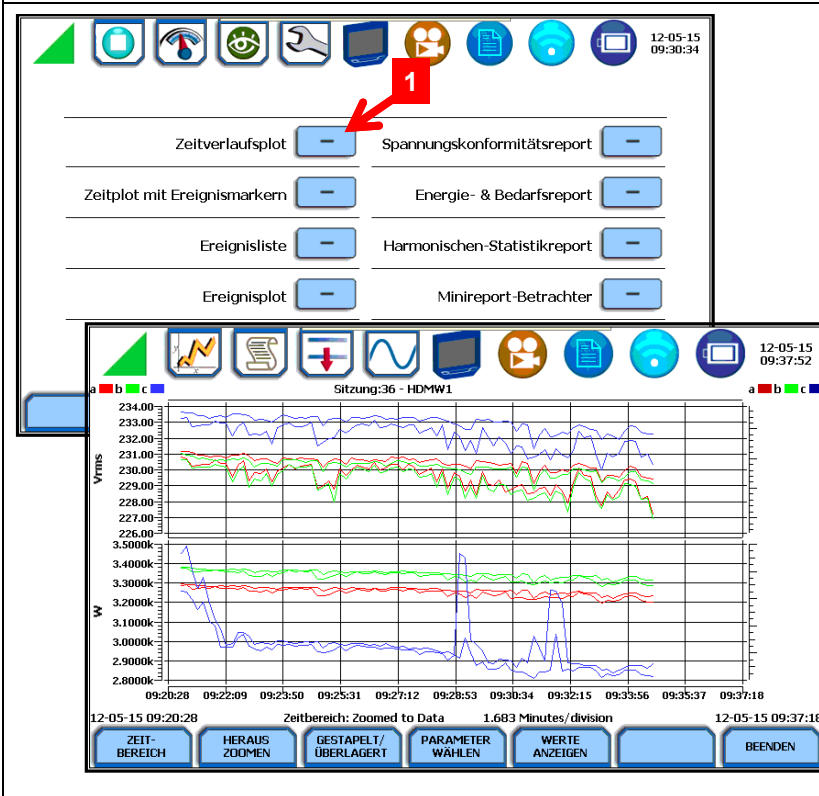 12-05-15
09:30:34
1
Zeitverlaufsplot
Spannungskonformitätsreport
Zeitplot mit Ereignismarkern
Energie- & Bedarfsreport
Ereignisliste
Harmonischen-Statistikreport
Ereignisplot
Minireport-Betrachter
12-05-15
09:37:52
a b c
Sitzung:36 - HDMW1
a b c
Vrms
234.00
233.00
232.00
231.00
230.00
229.00
228.00
227.00
226.00
W
3.5000k
3.4000k
3.3000k
3.2000k
3.1000k
3.0000k
2.9000k
2.8000k
09:20:28 09:22:09 09:23:50 09:25:31 09:27:12 09:28:53 09:30:34 09:32:15 09:33:56 09:35:37 09:37:18
12-05-15 09:20:28 Zeitbereich: Zoomed to Data 1.683 Minutes/division 12-05-15 09:37:18
ZEIT-
BEREICH
HERAUS
ZOOMEN
GESTAPELT/
ÜBERLAGERT
PARAMETER
WÄHLEN
WERTE
ANZEIGEN
BEENDEN